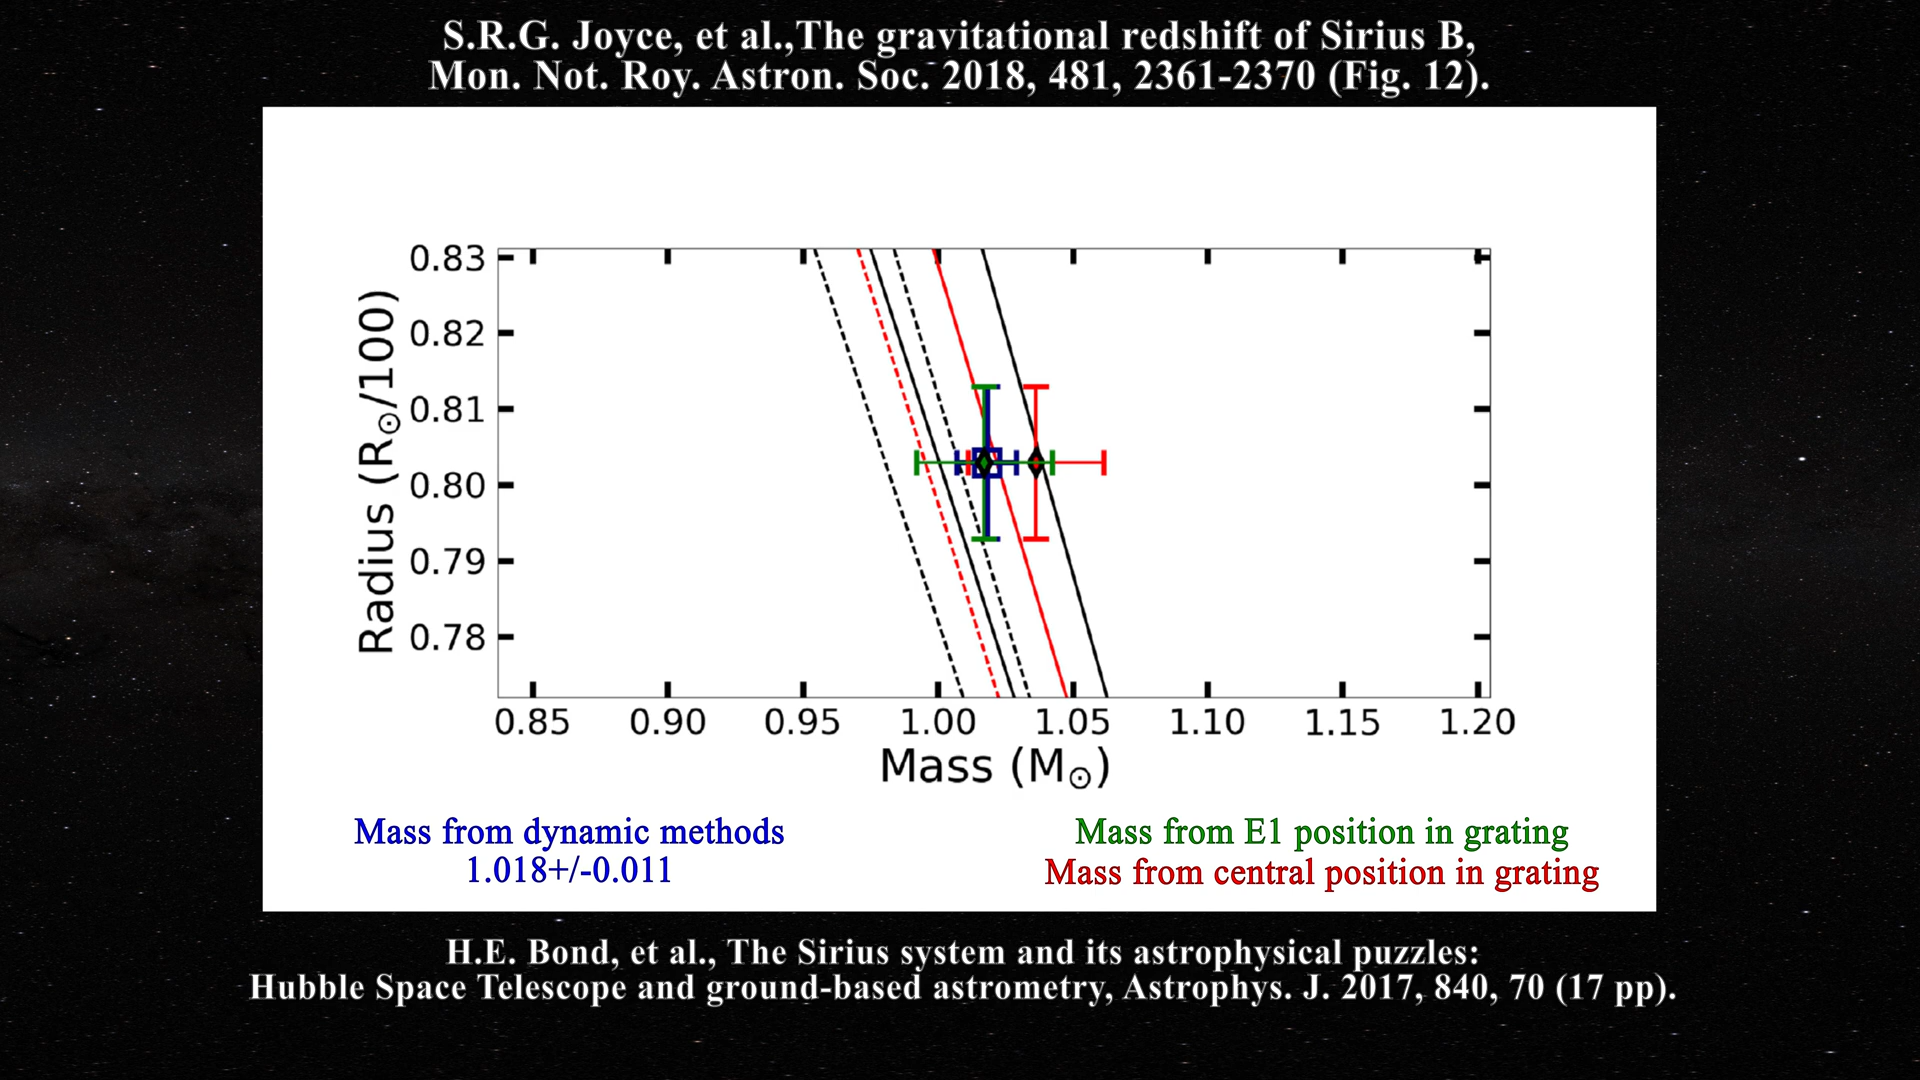 S.R.G. Joyce, et al.,The gravitational redshift of Sirius B,
Mon. Not. Roy. Astron. Soc. 2018, 481, 2361-2370 (Fig. 12).
0.83
0.82
0.81
0.80
0.79
0.78
Radius (R☉/100)
0.85 0.90 0.95 1.00 1.05 1.10 1.15 1.20
Mass (M☉)
Mass from dynamic methods
1.018+/-0.011
Mass from E1 position in grating
Mass from central position in grating
H.E. Bond, et al., The Sirius system and its astrophysical puzzles:
Hubble Space Telescope and ground-based astrometry, Astrophys. J. 2017, 840, 70 (17 pp).